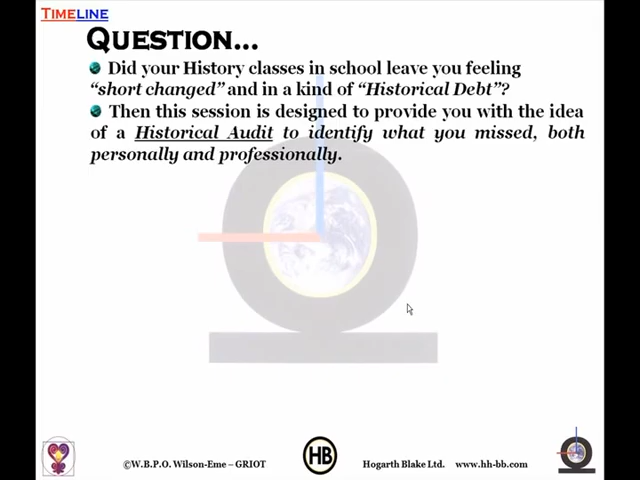 TIMELINE
QUESTION...
Did your History classes in school leave you feeling
“short changed” and in a kind of “Historical Debt”?
Then this session is designed to provide you with the idea
of a Historical Audit to identify what you missed, both
personally and professionally.
©W.B.P.O. Wilson-Eme – GRIOT
HB
Hogarth Blake Ltd. www.hh-bb.com